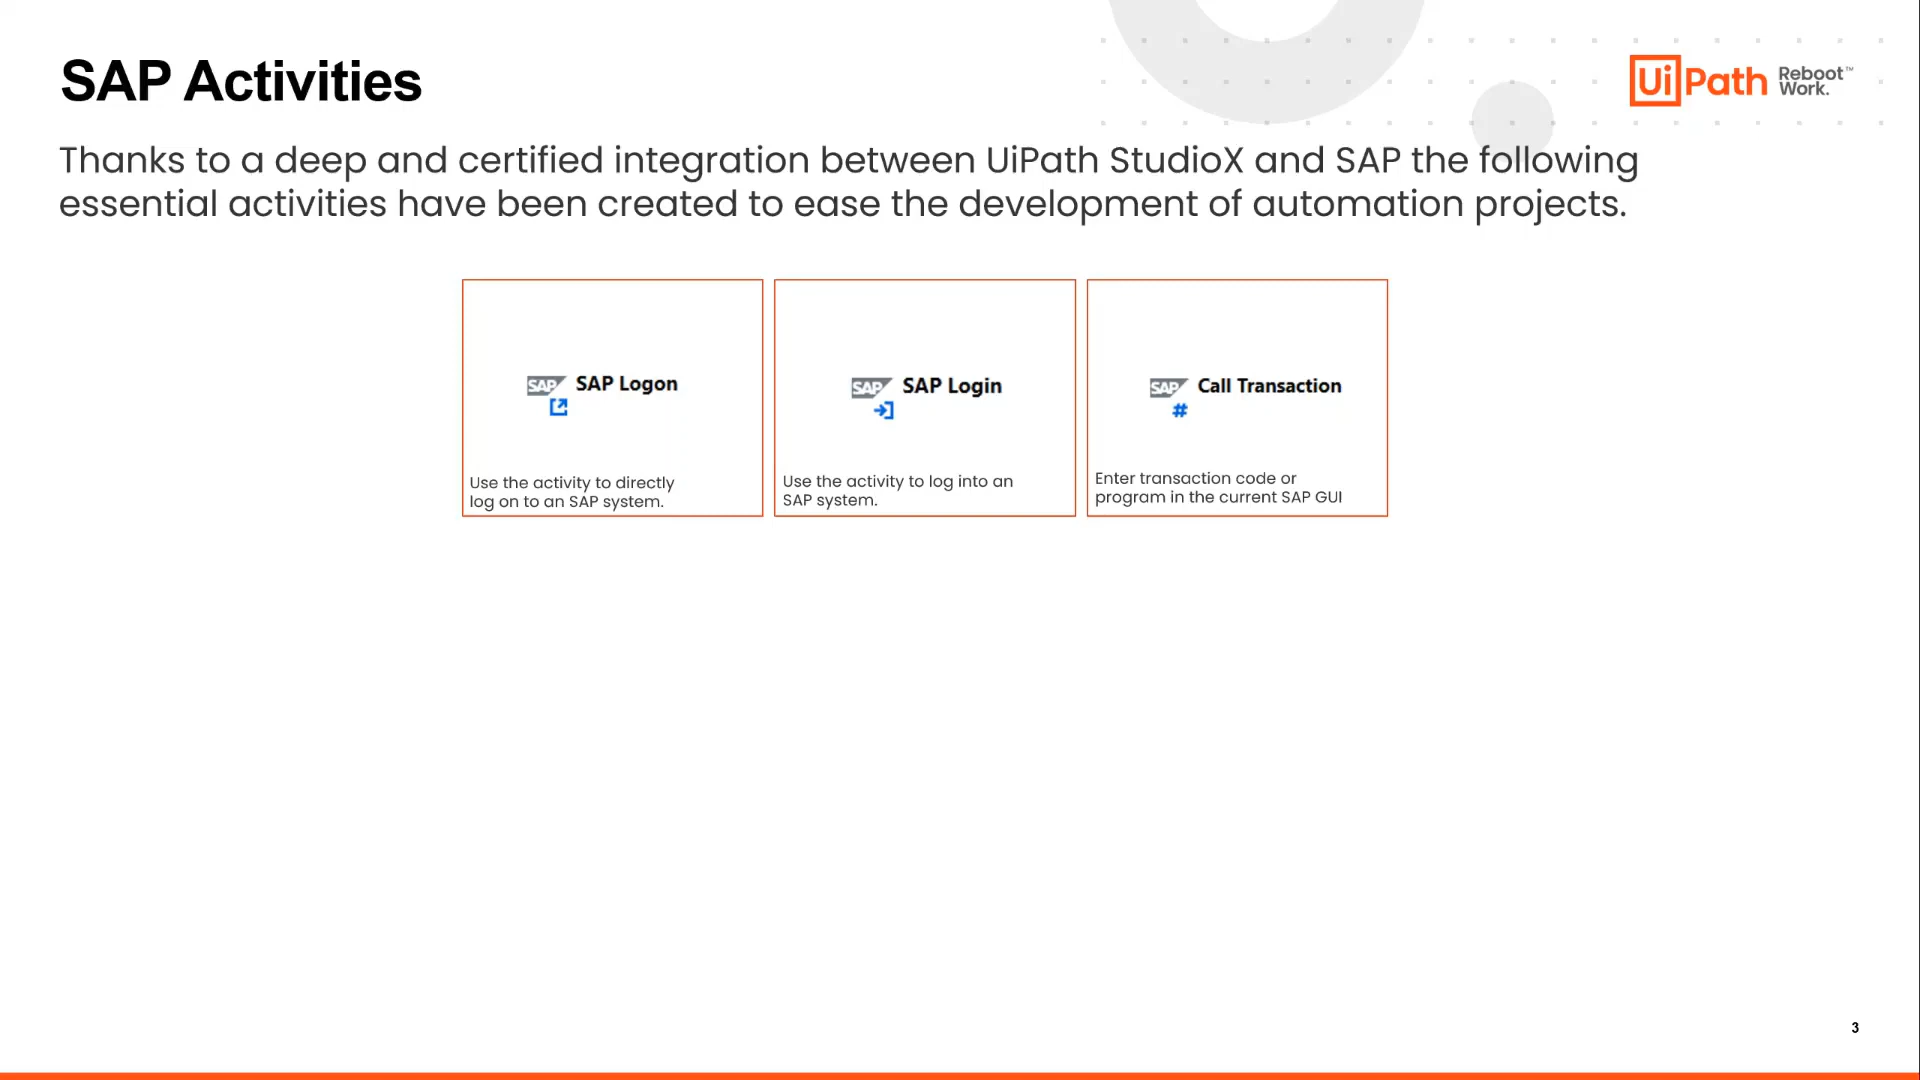 SAP Activities
UiPath Reboot™
Work.
Thanks to a deep and certified integration between UiPath StudioX and SAP the following
essential activities have been created to ease the development of automation projects.
SAP SAP Logon
Use the activity to directly
log on to an SAP system.
SAP SAP Login
Use the activity to log into an
SAP system.
SAP Call Transaction
#
Enter transaction code or
program in the current SAP GUI
3